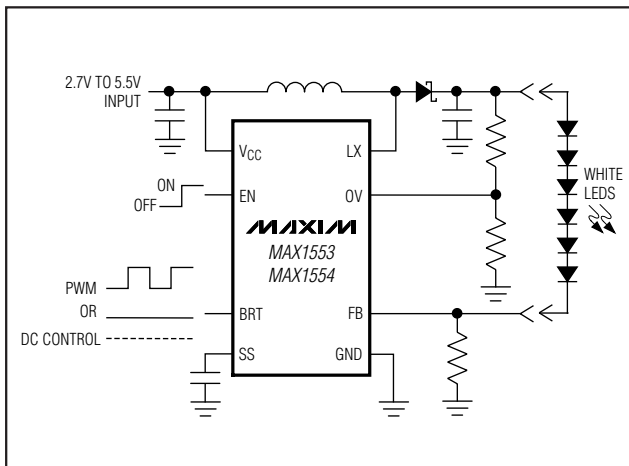 2.7V TO 5.5V
INPUT
VCC
LX
ON
OFF
EN
OV
WHITE
LEDS
MAXIM
MAX1553
MAX1554
PWM
OR
DC CONTROL
BRT
FB
SS
GND